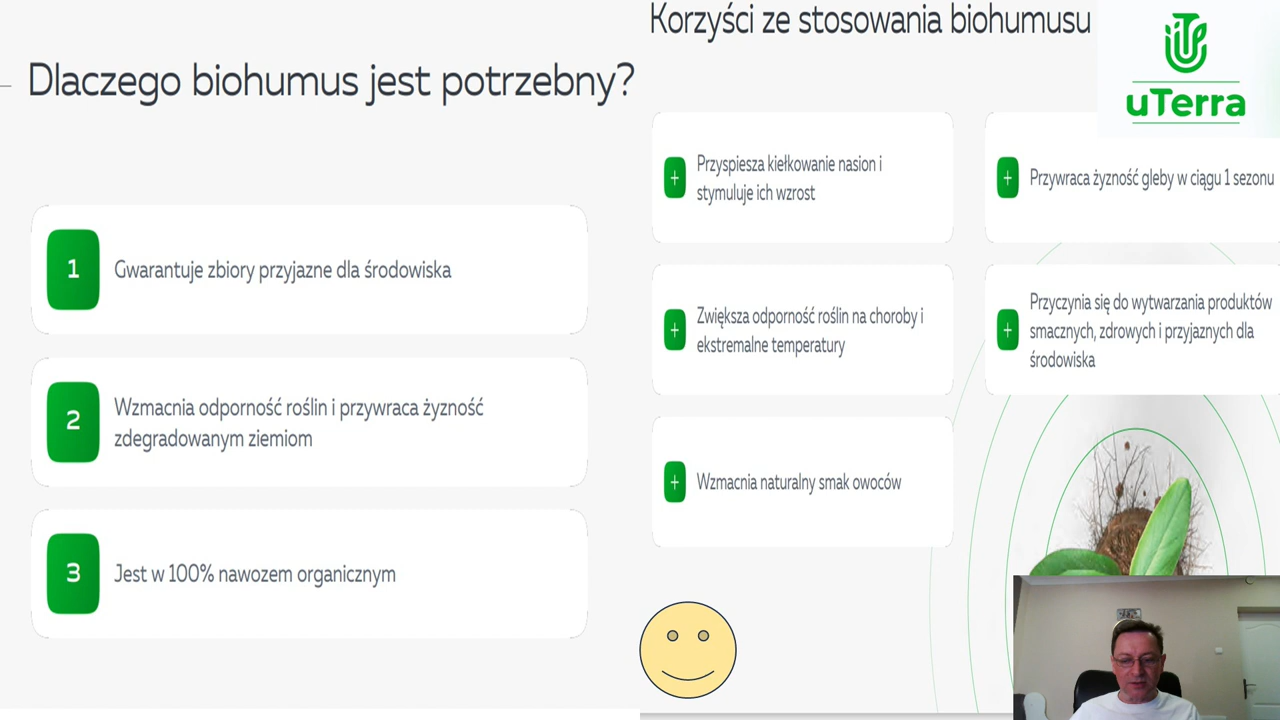 Dlaczego biohumus jest potrzebny?
1
Gwarantuje zbiory przyjazne dla środowiska
2
Wzmacnia odporność roślin i przywraca żyzność
zdegradowanym ziemiom
3
Jest w 100% nawozem organicznym
Korzyści ze stosowania biohumusu
uTerra
+
Przyspiesza kiełkowanie nasion i
stymuluje ich wzrost
+
Przywraca żyzność gleby w ciągu 1 sezonu
+
Zwiększa odporność roślin na choroby i
ekstremalne temperatury
+
Przyczynia się do wytwarzania produktów
smacznych, zdrowych i przyjaznych dla
środowiska
+
Wzmacnia naturalny smak owoców